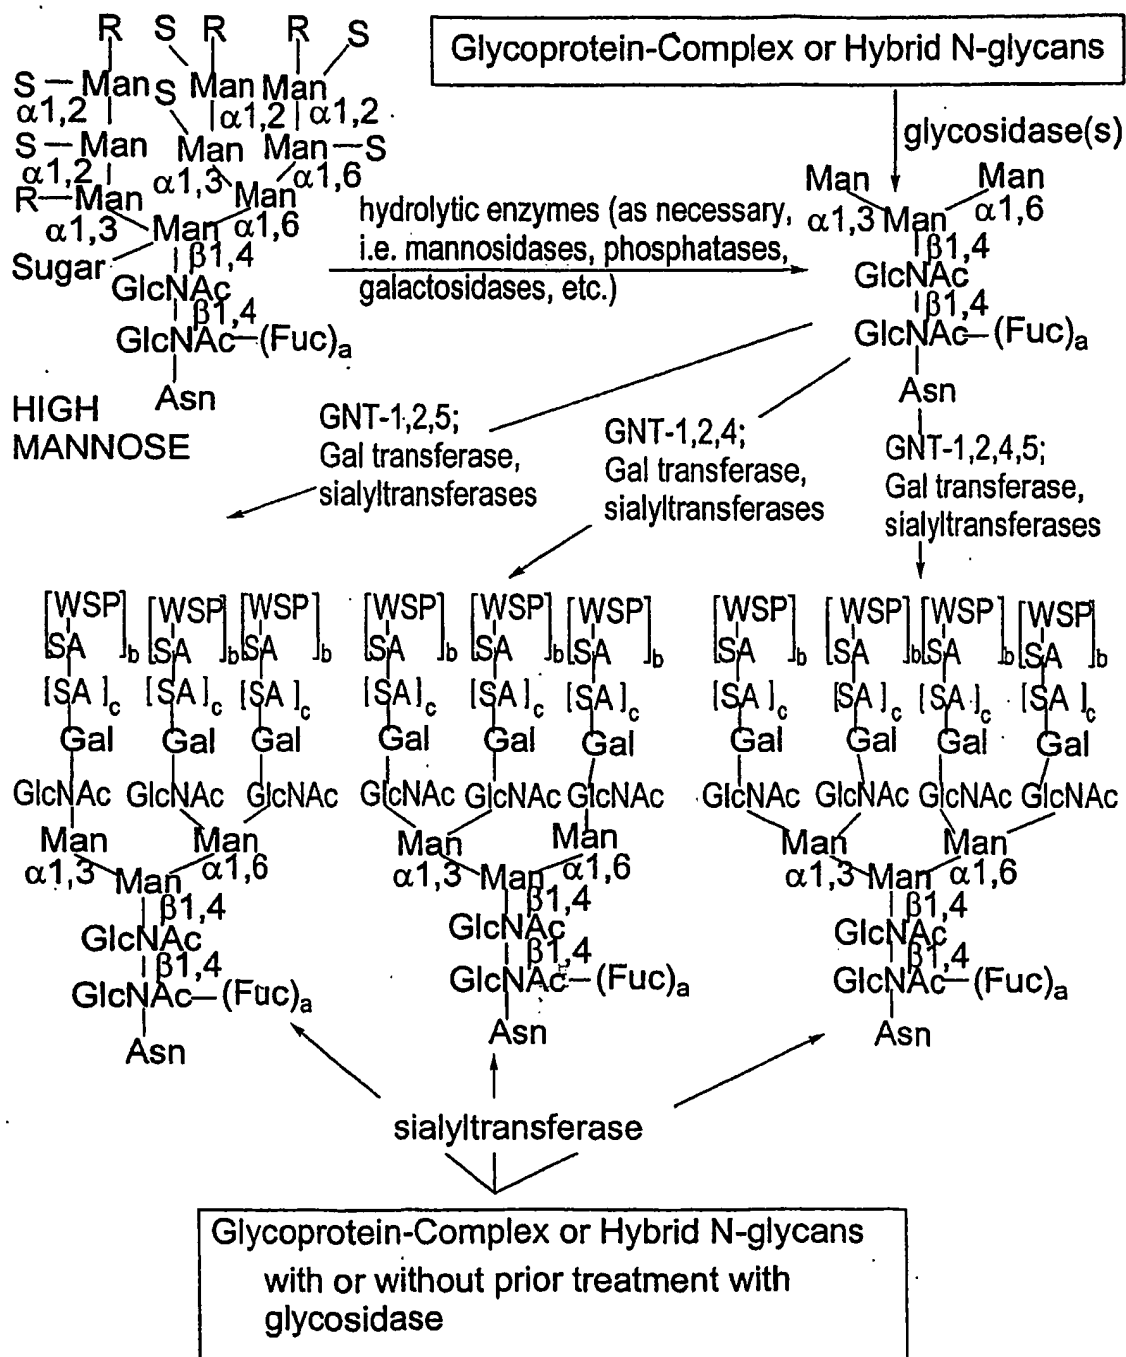 R S R R S
S—Man S Man Man
α1,2 α1,2 α1,2
S—Man Man Man—S
α1,2 α1,3 α1,6
R—Man Man
α1,3 Man α1,6
Sugar β1,4
GlcNAc
β1,4
GlcNAc—(Fuc)a
Asn
HIGH
MANNOSE
hydrolytic enzymes (as necessary,
i.e. mannosidases, phosphatases,
galactosidases, etc.)
Glycoprotein-Complex or Hybrid N-glycans
glycosidase(s)
Man Man
α1,3 Man α1,6
β1,4
GlcNAc
β1,4
GlcNAc—(Fuc)a
Asn
GNT-1,2,5;
Gal transferase,
sialyltransferases
GNT-1,2,4;
Gal transferase,
sialyltransferases
GNT-1,2,4,5;
Gal transferase,
sialyltransferases
[WSP [WSP] [WSP]
SA]b [SA]b [SA]b
[SA]c [SA]c [SA]c
Gal Gal Gal
GlcNAc GlcNAc GlcNAc
Man Man
α1,3 Man α1,6
β1,4
GlcNAc
β1,4
GlcNAc—(Fuc)a
Asn
[WSP] [WSP] [WSP]
[SA]b [SA]b [SA]b
[SA]c [SA]c [SA]c
Gal Gal Gal
GlcNAc GlcNAc GlcNAc
Man Man
α1,3 Man α1,6
β1,4
GlcNAc
β1,4
GlcNAc—(Fuc)a
Asn
[WSP] [WSP] [WSP] [WSP]
[SA]b [SA]b [SA]b [SA]b
[SA]c [SA]c [SA]c [SA]c
Gal Gal Gal Gal
GlcNAc GlcNAc GlcNAc GlcNAc
Man Man
α1,3 Man α1,6
β1,4
GlcNAc
β1,4
GlcNAc—(Fuc)a
Asn
sialyltransferase
Glycoprotein-Complex or Hybrid N-glycans
with or without prior treatment with
glycosidase